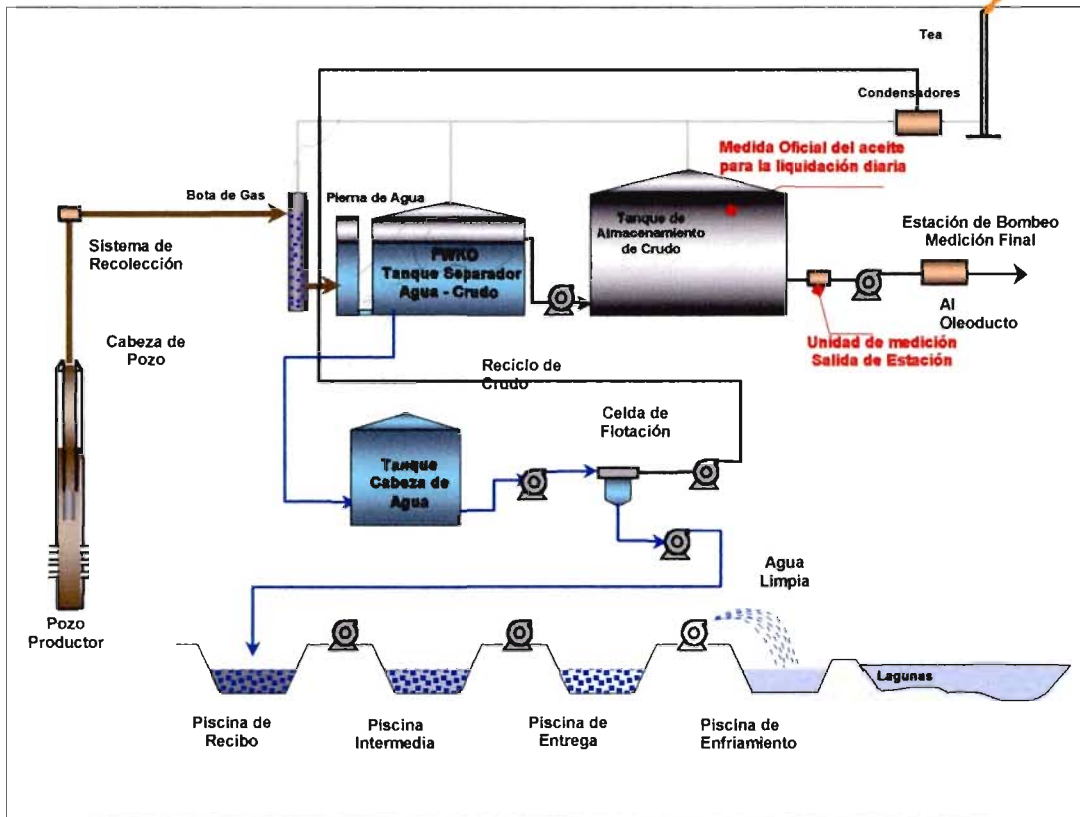 Tea
Condensadores
Medida Oficial del aceite
para la liquidación diaria
Bota de Gas
Pierna de Agua
Sistema de
Recolección
FWKO
Tanque Separador
Agua - Crudo
Tanque de
Almacenamiento
de Crudo
Estación de Bombeo
Medición Final
Al
Oleoducto
Unidad de medición
Salida de Estación
Cabeza de
Pozo
Reciclo de
Crudo
Celda de
Flotación
Tanque
Cabeza de
Agua
Agua
Limpia
Pozo
Productor
Lagunas
Piscina de
Recibo
Piscina
Intermedia
Piscina de
Entrega
Piscina de
Enfriamiento